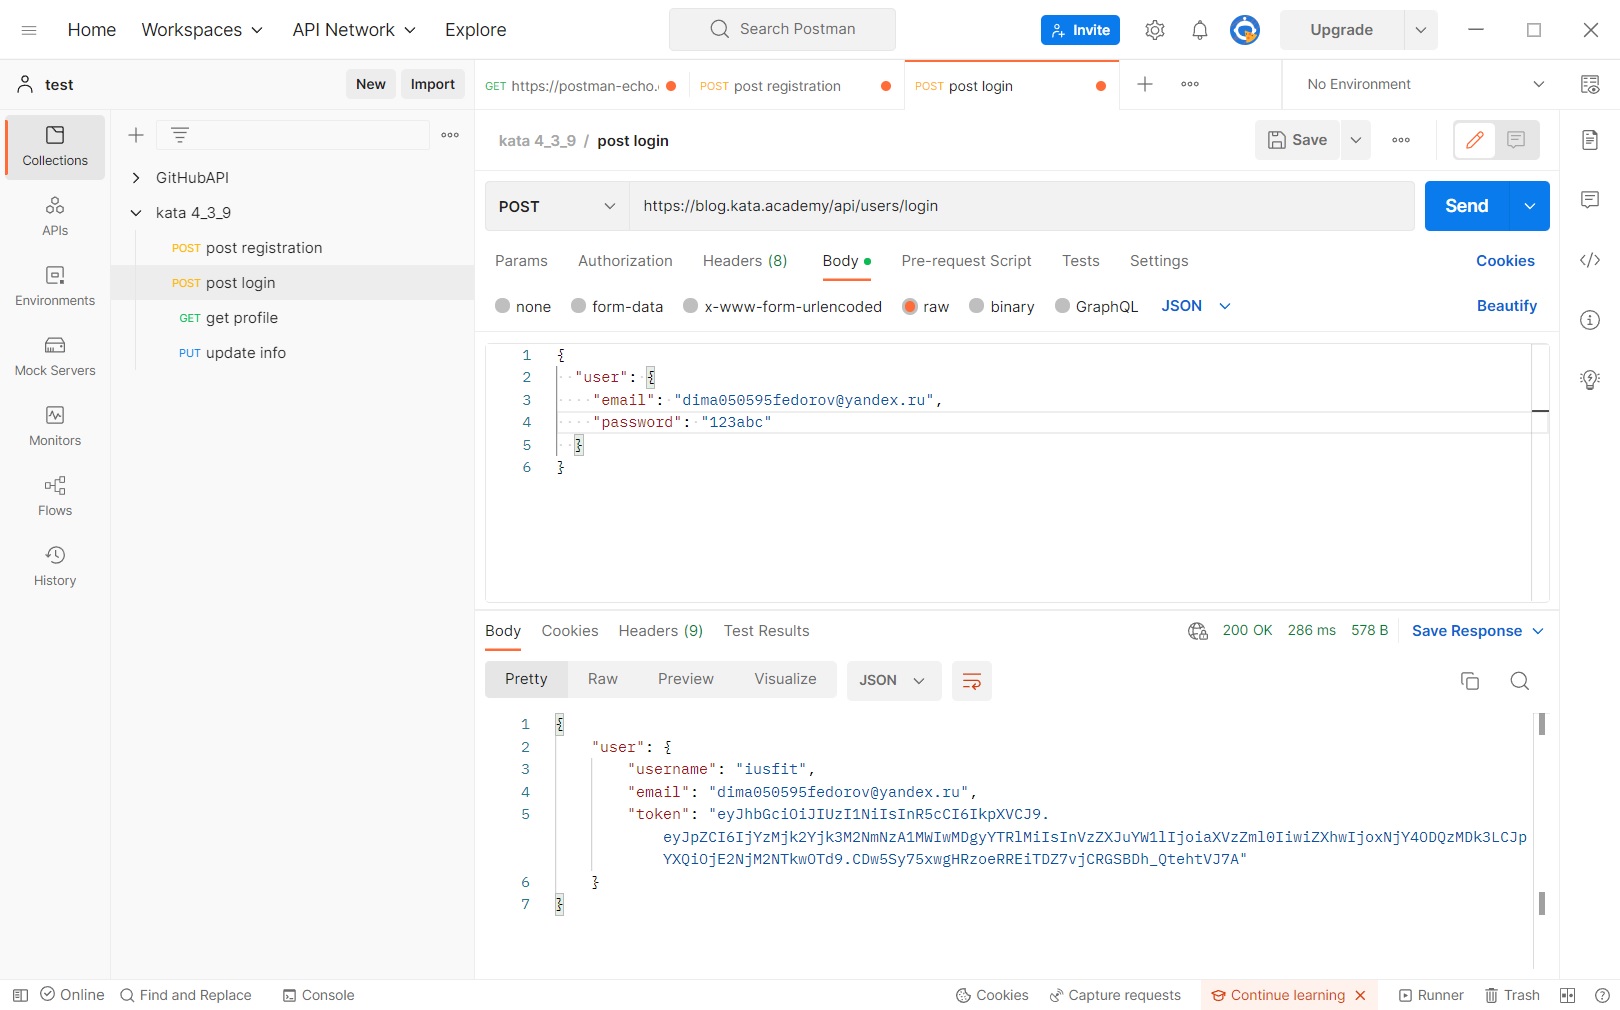 Home Workspaces API Network Explore Search Postman Invite Upgrade
test New Import GET https://postman-echo. POST post registration POST post login No Environment
Collections
APIs
Environments
Mock Servers
Monitors
Flows
History
GitHubAPI
kata 4_3_9
POST post registration
POST post login
GET get profile
PUT update info
kata 4_3_9 / post login Save
POST https://blog.kata.academy/api/users/login Send
Params Authorization Headers (8) Body Pre-request Script Tests Settings Cookies
none form-data x-www-form-urlencoded raw binary GraphQL JSON Beautify
1 {
2 "user": {
3 "email": "dima050595fedorov@yandex.ru",
4 "password": "123abc"
5 }
6 }
Body Cookies Headers (9) Test Results 200 OK 286 ms 578 B Save Response
Pretty Raw Preview Visualize JSON
1 {
2 "user": {
3 "username": "iusfit",
4 "email": "dima050595fedorov@yandex.ru",
5 "token": "eyJhbGciOiJIUzI1NiIsInR5cCI6IkpXVCJ9.
eyJpZCI6IjYzMjk2Yjk3M2NmNzA1MWIwMDgyYTRlMiIsInVzZXJuYW1lIjoiaXVzZml0IiwiZXhwIjoxNjY4ODQzMDk3LCJp
YXQiOjE2NjM2NTkwOTd9.CDw5Sy75xwgHRzoeRREiTDZ7vjCRGSBDh_QtehtVJ7A"
6 }
7 }
Online Find and Replace Console Cookies Capture requests Continue learning Runner Trash